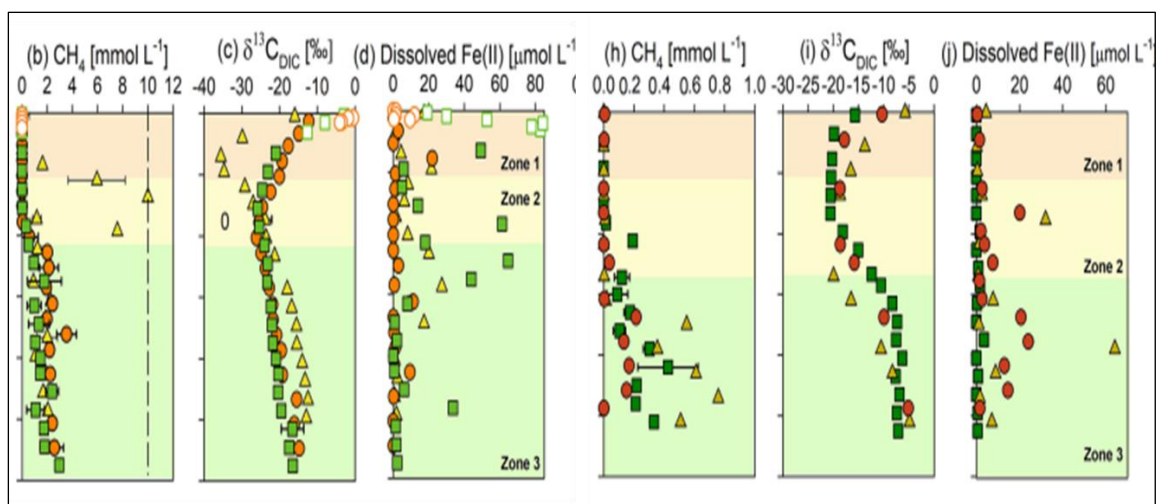 (b) CH₄ [mmol L⁻¹]
0 2 4 6 8 10 12
(c) δ¹³C_DIC [‰]
-40 -30 -20 -10 0
(d) Dissolved Fe(II) [μmol L⁻¹
0 20 40 60 80
Zone 1
Zone 2
Zone 3
(h) CH₄ [mmol L⁻¹]
0.0 0.2 0.4 0.6 0.8 1.0
(i) δ¹³C_DIC [‰]
-30 -25 -20 -15 -10 -5 0
(j) Dissolved Fe(II) [μmol L⁻¹
0 20 40 60
Zone 1
Zone 2
Zone 3